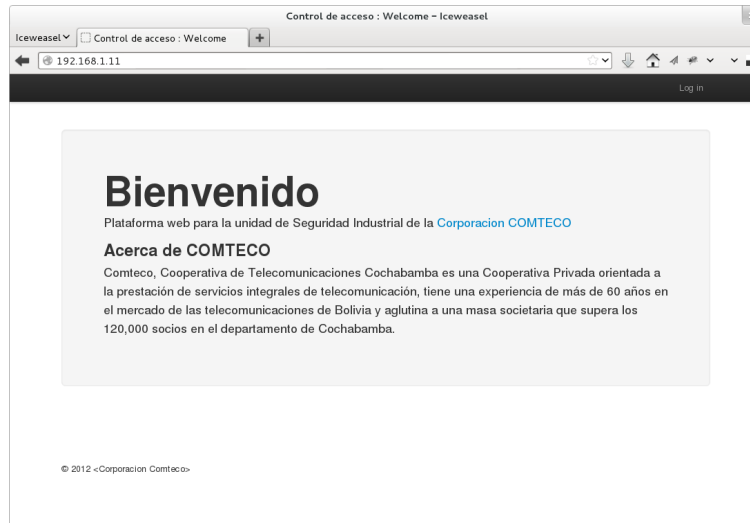 Control de acceso : Welcome - Iceweasel
Iceweasel
Control de acceso : Welcome
192.168.1.11
Log in
Bienvenido
Plataforma web para la unidad de Seguridad Industrial de la Corporacion COMTECO
Acerca de COMTECO
Comteco, Cooperativa de Telecomunicaciones Cochabamba es una Cooperativa Privada orientada a
la prestación de servicios integrales de telecomunicación, tiene una experiencia de más de 60 años en
el mercado de las telecomunicaciones de Bolivia y aglutina a una masa societaria que supera los
120,000 socios en el departamento de Cochabamba.
© 2012 <Corporacion Comteco>